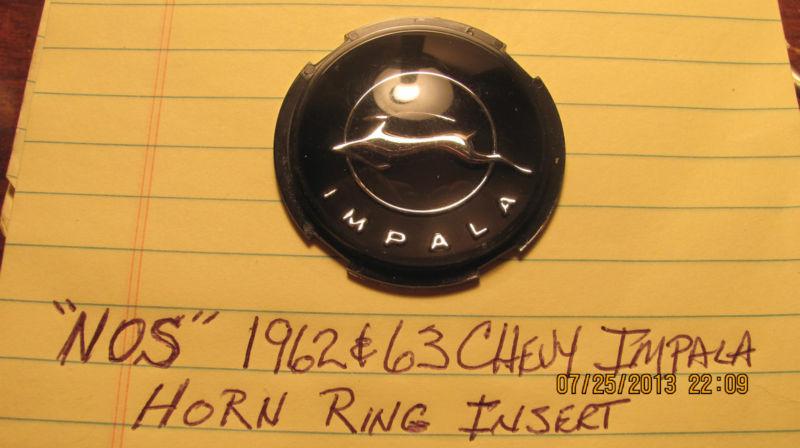 IMPALA
"NOS" 1962 & 63 CHEVY IMPALA
07/25/2013 22:09
HORN RING INSERT